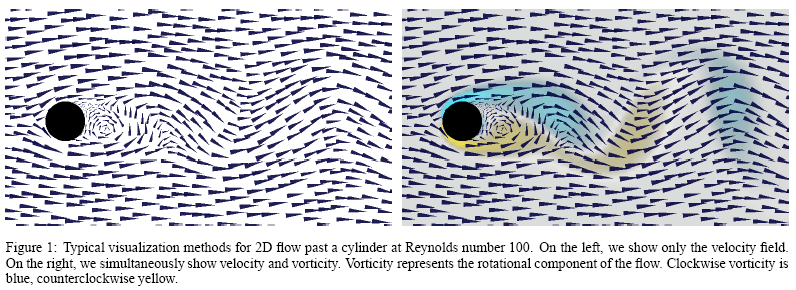 Figure 1: Typical visualization methods for 2D flow past a cylinder at Reynolds number 100. On the left, we show only the velocity field.
On the right, we simultaneously show velocity and vorticity. Vorticity represents the rotational component of the flow. Clockwise vorticity is
blue, counterclockwise yellow.